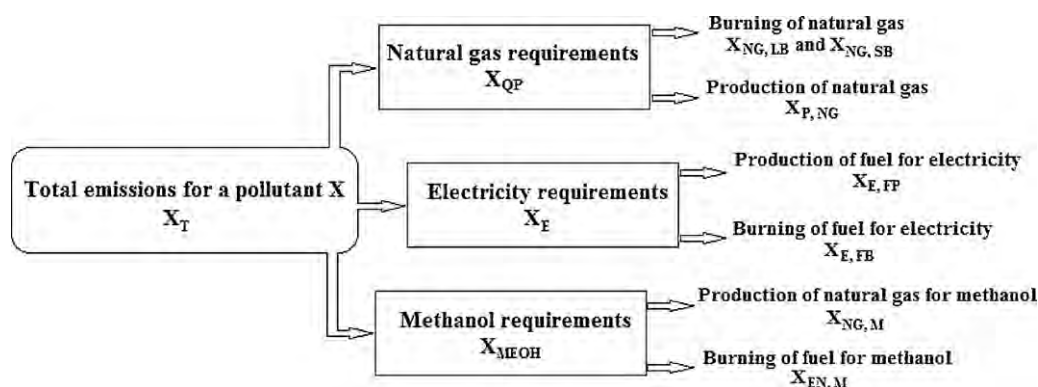 Total emissions for a pollutant X
X_T
Natural gas requirements
X_QP
Burning of natural gas
X_NG, LB and X_NG, SB
Production of natural gas
X_P, NG
Electricity requirements
X_E
Production of fuel for electricity
X_E, FP
Burning of fuel for electricity
X_E, FB
Methanol requirements
X_MEOH
Production of natural gas for methanol
X_NG, M
Burning of fuel for methanol
X_EN, M